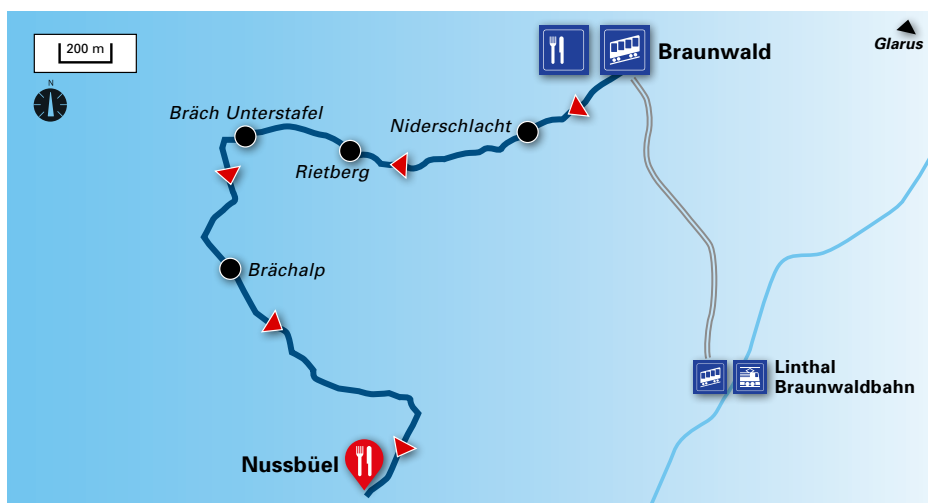 200 m
N
Braunwald
Glarus
Bräch Unterstafel
Niderschlacht
Rietberg
Brächalp
Linthal
Braunwaldbahn
Nussbüel